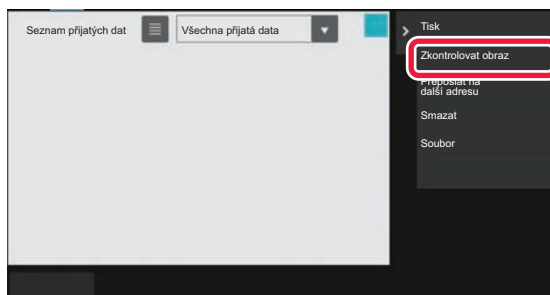 Seznam přijatých dat
Všechna přijatá data
Tisk
Zkontrolovat obraz
Přeposlat na
další adresu
Smazat
Soubor